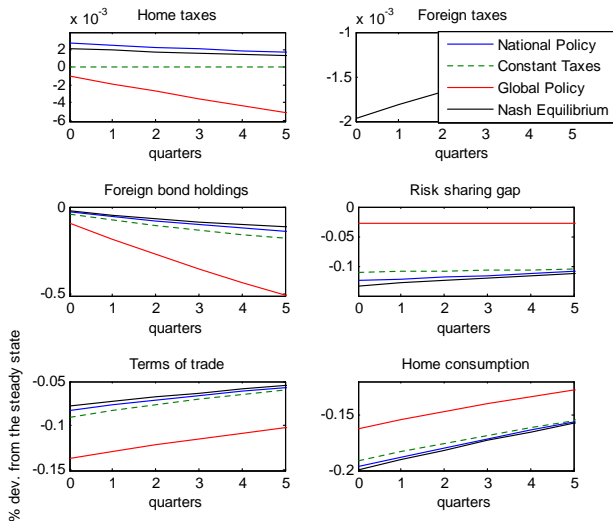 Home taxes
Foreign taxes
x 10⁻³
x 10⁻³
2
0
-2
-4
-6
0 1 2 3 4 5
quarters
-1
-1.5
-2
0 1 2 3 4 5
quarters
National Policy
Constant Taxes
Global Policy
Nash Equilibrium
Foreign bond holdings
Risk sharing gap
0
-0.5
0 1 2 3 4 5
quarters
0
-0.05
-0.1
0 1 2 3 4 5
quarters
Terms of trade
Home consumption
-0.05
-0.1
-0.15
0 1 2 3 4 5
quarters
-0.15
-0.2
0 1 2 3 4 5
quarters
% dev. from the steady state